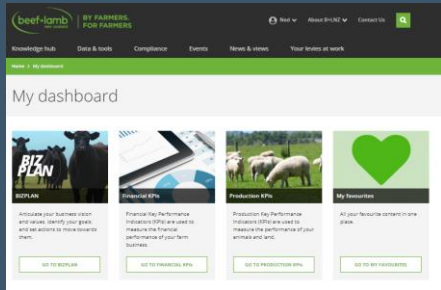 beef+lamb
BY FARMERS.
FOR FARMERS
Ned
About B+LNZ
Contact Us
Knowledge hub
Data & tools
Compliance
Events
News & views
Your levies at work
Home
My dashboard
My dashboard
BIZ
PLAN
BIZPLAN
Articulate your business vision
and values, identify your goals
and set actions to move towards
them.
GO TO BIZPLAN
Financial KPIs
Financial Key Performance
Indicators (KPIs) are used to
measure the financial
performance of your farm
business.
GO TO FINANCIAL KPIs
Production KPIs
Production Key Performance
Indicators (KPIs) are used to
measure the performance of your
animals and land.
GO TO PRODUCTION KPIs
My favourites
All your favourite content in one
place.
GO TO MY FAVOURITES